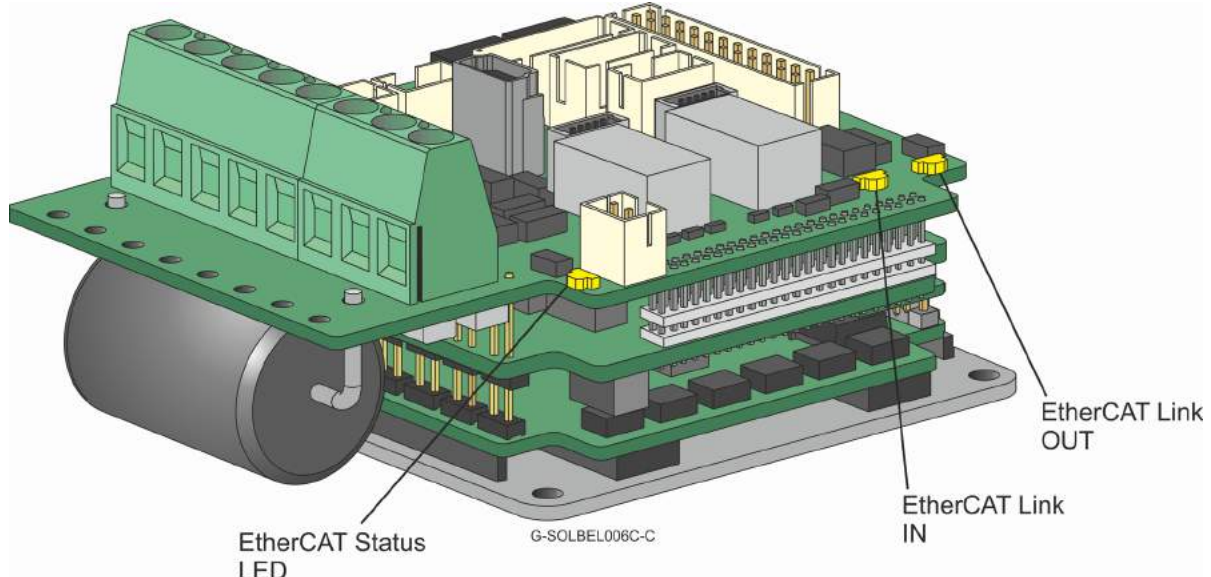 EtherCAT Link
OUT
EtherCAT Link
IN
G-SOLBEL006C-C
EtherCAT Status
LED